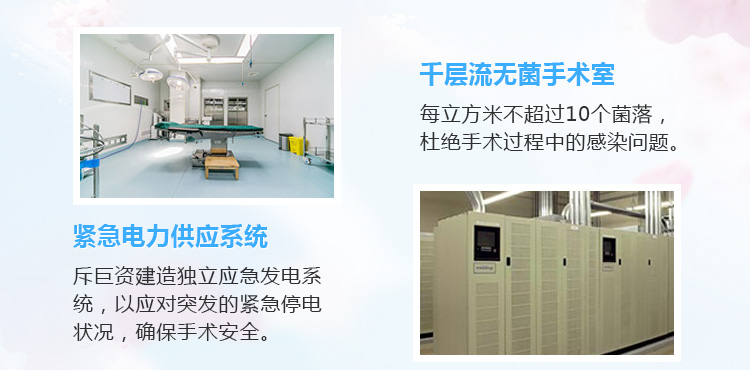 千层流无菌手术室
每立方米不超过10个菌落，
杜绝手术过程中的感染问题。
紧急电力供应系统
斥巨资建造独立应急发电系
统，以应对突发的紧急停电
状况，确保手术安全。